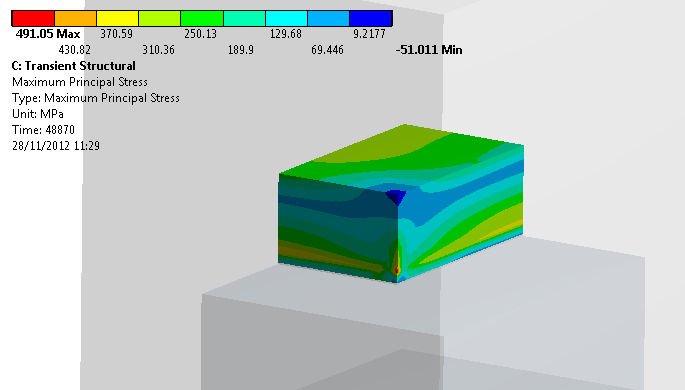 491.05 Max 370.59 250.13 129.68 9.2177
430.82 310.36 189.9 69.446 -51.011 Min
C: Transient Structural
Maximum Principal Stress
Type: Maximum Principal Stress
Unit: MPa
Time: 48870
28/11/2012 11:29